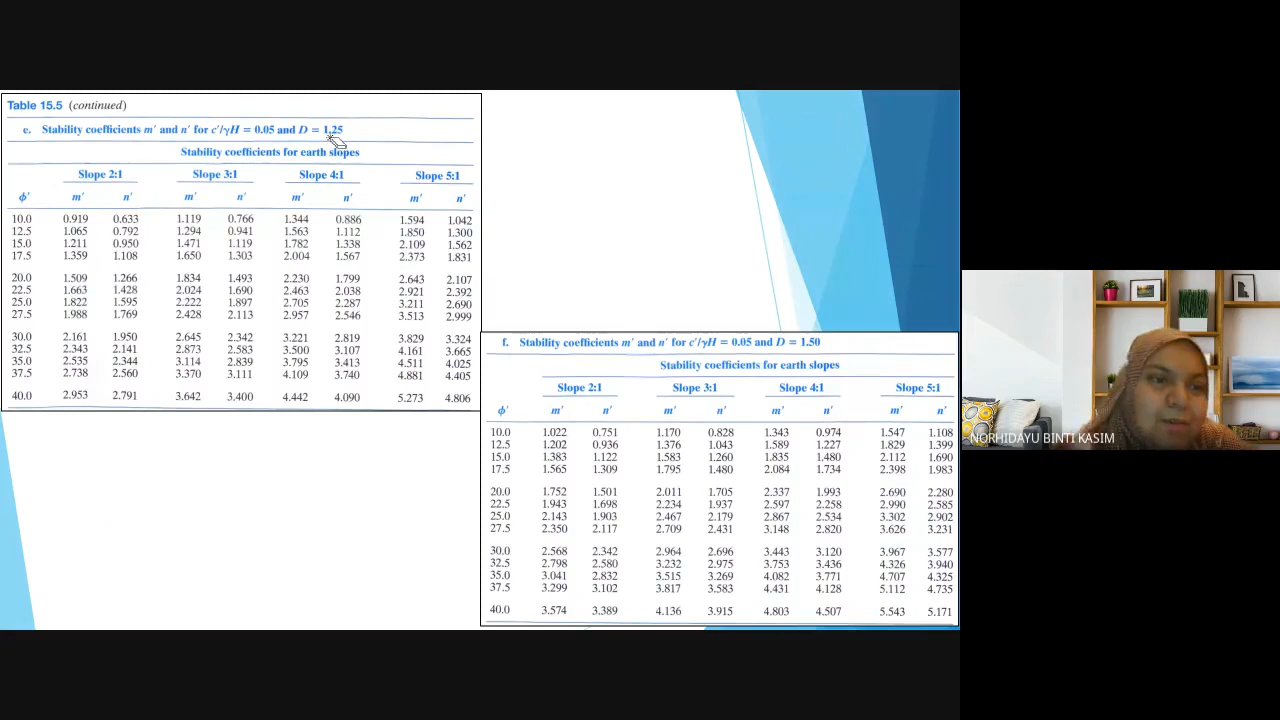 Table 15.5 (continued)
e. Stability coefficients m′ and n′ for c′/γH = 0.05 and D = 1.25
Stability coefficients for earth slopes
Slope 2:1 Slope 3:1 Slope 4:1 Slope 5:1
ϕ′ m′ n′ m′ n′ m′ n′ m′ n′
10.0 0.919 0.633 1.119 0.766 1.344 0.886 1.594 1.042
12.5 1.065 0.792 1.294 0.941 1.563 1.112 1.850 1.300
15.0 1.211 0.950 1.471 1.119 1.782 1.338 2.109 1.562
17.5 1.359 1.108 1.650 1.303 2.004 1.567 2.373 1.831
20.0 1.509 1.266 1.834 1.493 2.230 1.799 2.643 2.107
22.5 1.663 1.428 2.024 1.690 2.463 2.038 2.921 2.392
25.0 1.822 1.595 2.222 1.897 2.705 2.287 3.211 2.690
27.5 1.988 1.769 2.428 2.113 2.957 2.546 3.513 2.999
30.0 2.161 1.950 2.645 2.342 3.221 2.819 3.829 3.324
32.5 2.343 2.141 2.873 2.583 3.500 3.107 4.161 3.665
35.0 2.535 2.344 3.114 2.839 3.795 3.413 4.511 4.025
37.5 2.738 2.560 3.370 3.111 4.109 3.740 4.881 4.405
40.0 2.953 2.791 3.642 3.400 4.442 4.090 5.273 4.806
f. Stability coefficients m′ and n′ for c′/γH = 0.05 and D = 1.50
Stability coefficients for earth slopes
Slope 2:1 Slope 3:1 Slope 4:1 Slope 5:1
ϕ′ m′ n′ m′ n′ m′ n′ m′ n′
10.0 1.022 0.751 1.170 0.828 1.343 0.974 1.547 1.108
12.5 1.202 0.936 1.376 1.043 1.589 1.227 1.829 1.399
15.0 1.383 1.122 1.583 1.260 1.835 1.480 2.112 1.690
17.5 1.565 1.309 1.795 1.480 2.084 1.734 2.398 1.983
20.0 1.752 1.501 2.011 1.705 2.337 1.993 2.690 2.280
22.5 1.943 1.698 2.234 1.937 2.597 2.258 2.990 2.585
25.0 2.143 1.903 2.467 2.179 2.867 2.534 3.302 2.902
27.5 2.350 2.117 2.709 2.431 3.148 2.820 3.626 3.231
30.0 2.568 2.342 2.964 2.696 3.443 3.120 3.967 3.577
32.5 2.798 2.580 3.232 2.975 3.753 3.436 4.326 3.940
35.0 3.041 2.832 3.515 3.269 4.082 3.771 4.707 4.325
37.5 3.299 3.102 3.817 3.583 4.431 4.128 5.112 4.735
40.0 3.574 3.389 4.136 3.915 4.803 4.507 5.543 5.171
NORHIDAYU BINTI KASIM